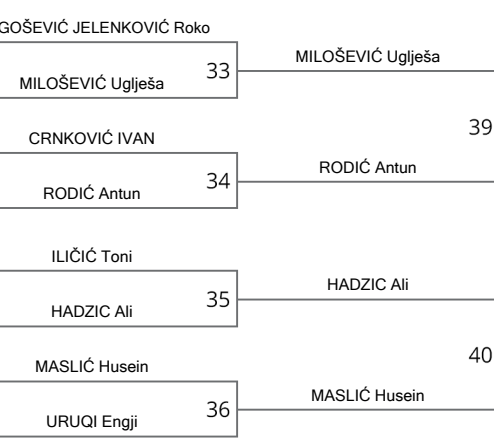 GOŠEVIĆ JELENKOVIĆ Roko
33
MILOŠEVIĆ Uglješa
MILOŠEVIĆ Uglješa
39
CRNKOVIĆ IVAN
34
RODIĆ Antun
RODIĆ Antun
ILIČIĆ Toni
35
HADZIC Ali
HADZIC Ali
40
MASLIĆ Husein
36
URUQI Engji
MASLIĆ Husein